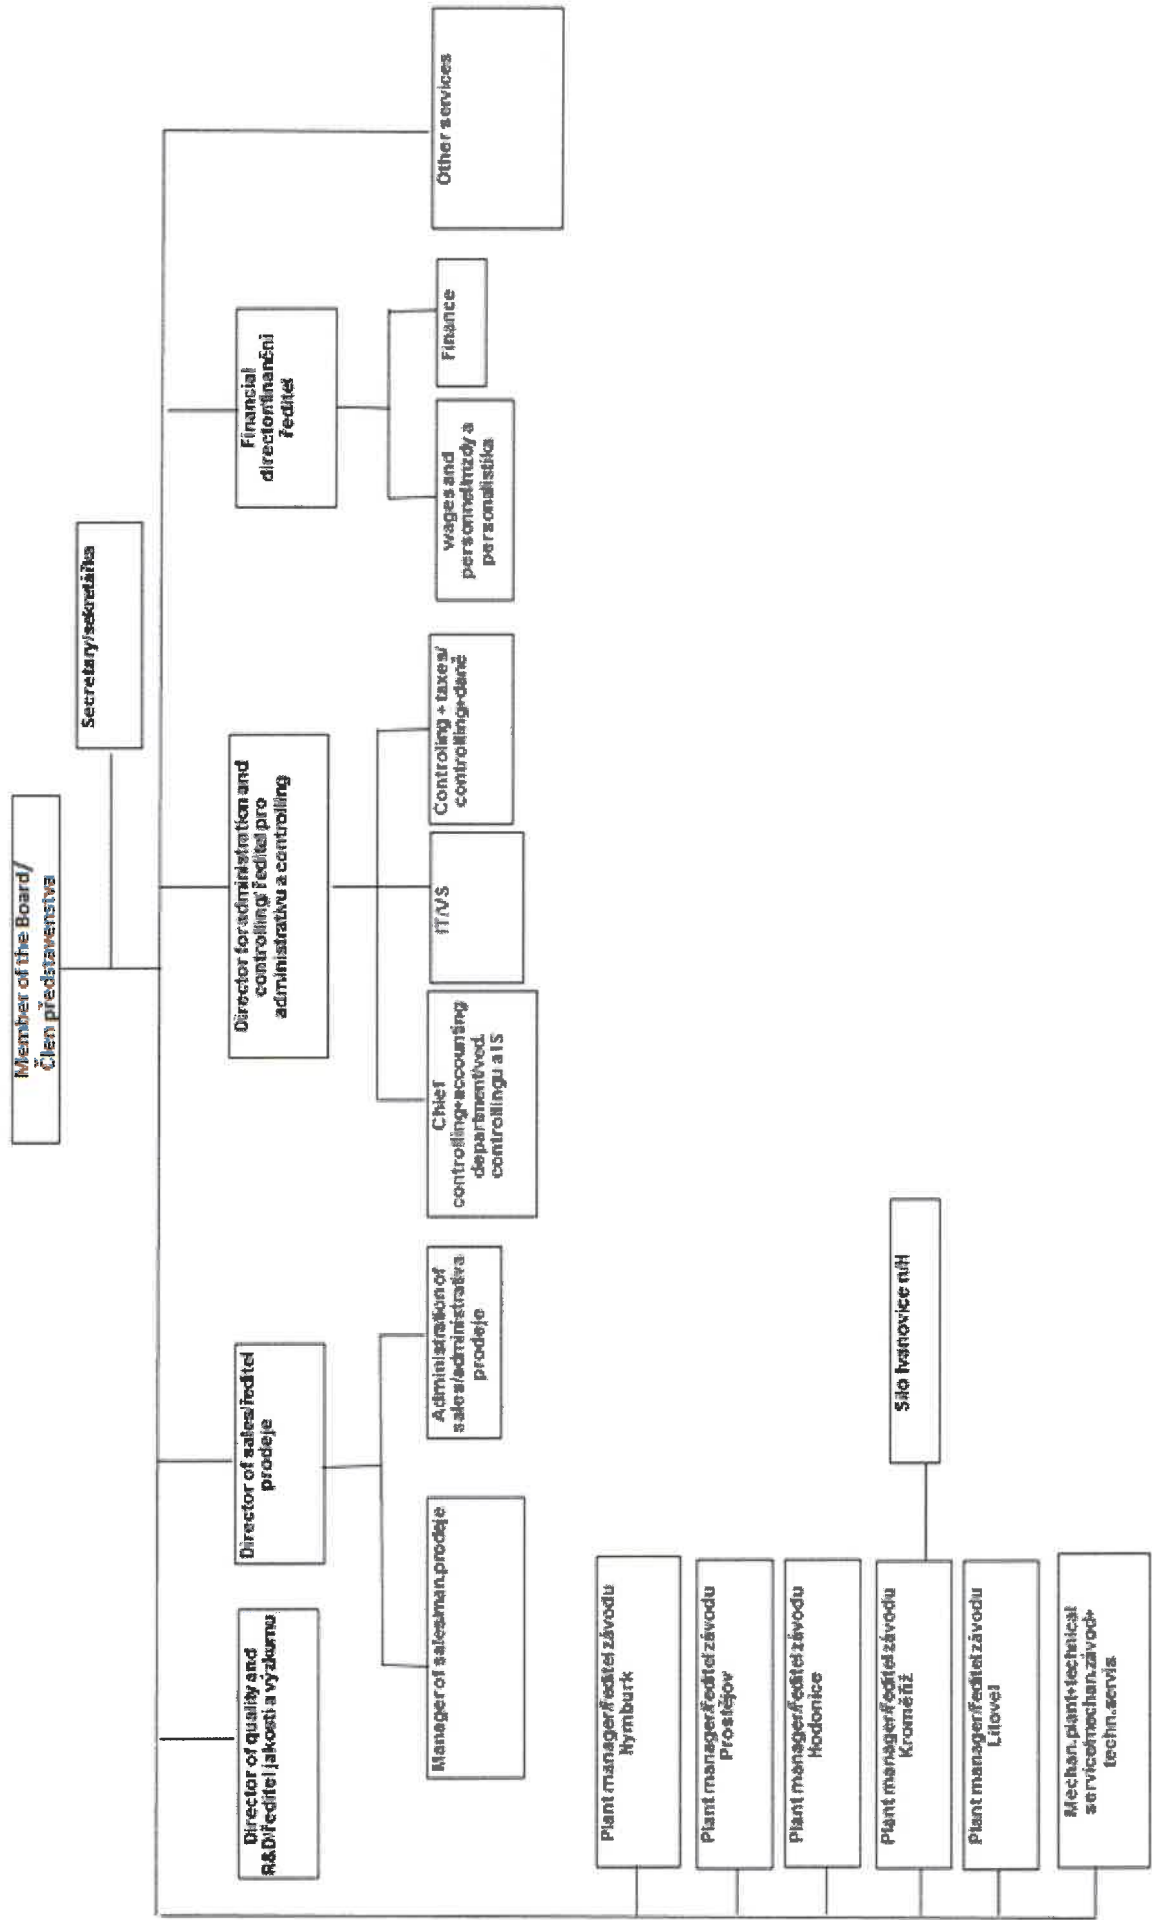 Member of the Board/
Člen představenstva
Secretary/sekretářka
Director of quality and
R&D/ředitel jakosti a výzkumu
Director of sales/ředitel
prodeje
Director for administration and
controlling/ ředitel pro
administrativu a controlling
Financial
director/finanční
ředitel
Other services
Manager of sales/man.prodeje
Administration of
sales/administrativa
prodeje
Chief
controlling+accounting
department/ved.
controllingu a IS
IT/VS
Controlling + taxes/
controlling+daně
wages and
personnel/mzdy a
personalistika
Finance
Plant manager/ředitel závodu
Nymburk
Plant manager/ředitel závodu
Prostějov
Plant manager/ředitel závodu
Hodonice
Plant manager/ředitel závodu
Kroměříž
Silo Ivanovice n/H
Plant manager/ředitel závodu
Litovel
Mechan.plant+technical
service/mechan.závod+
techn.servis